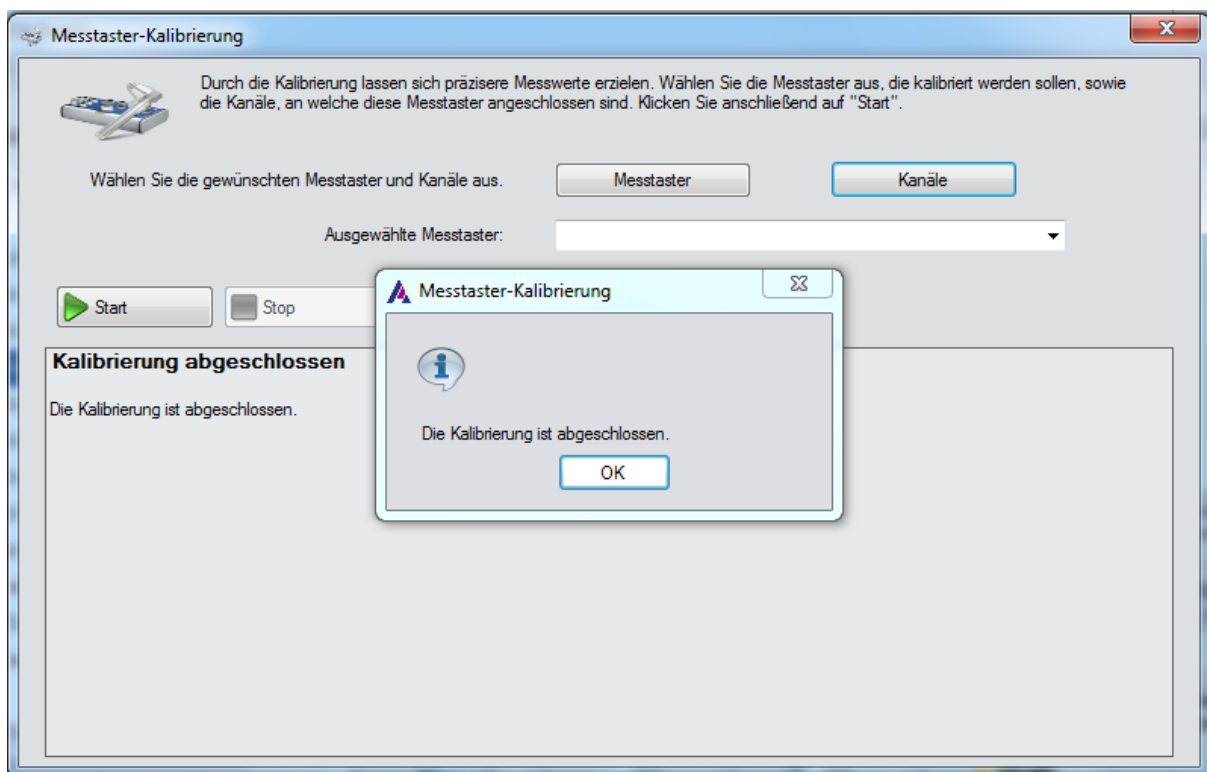 Messtaster-Kalibrierung
Durch die Kalibrierung lassen sich präzisere Messwerte erzielen. Wählen Sie die Messtaster aus, die kalibriert werden sollen, sowie
die Kanäle, an welche diese Messtaster angeschlossen sind. Klicken Sie anschließend auf "Start".
Wählen Sie die gewünschten Messtaster und Kanäle aus.
Messtaster
Kanäle
Ausgewählte Messtaster:
Start
Stop
Kalibrierung abgeschlossen
Die Kalibrierung ist abgeschlossen.
Messtaster-Kalibrierung
Die Kalibrierung ist abgeschlossen.
OK